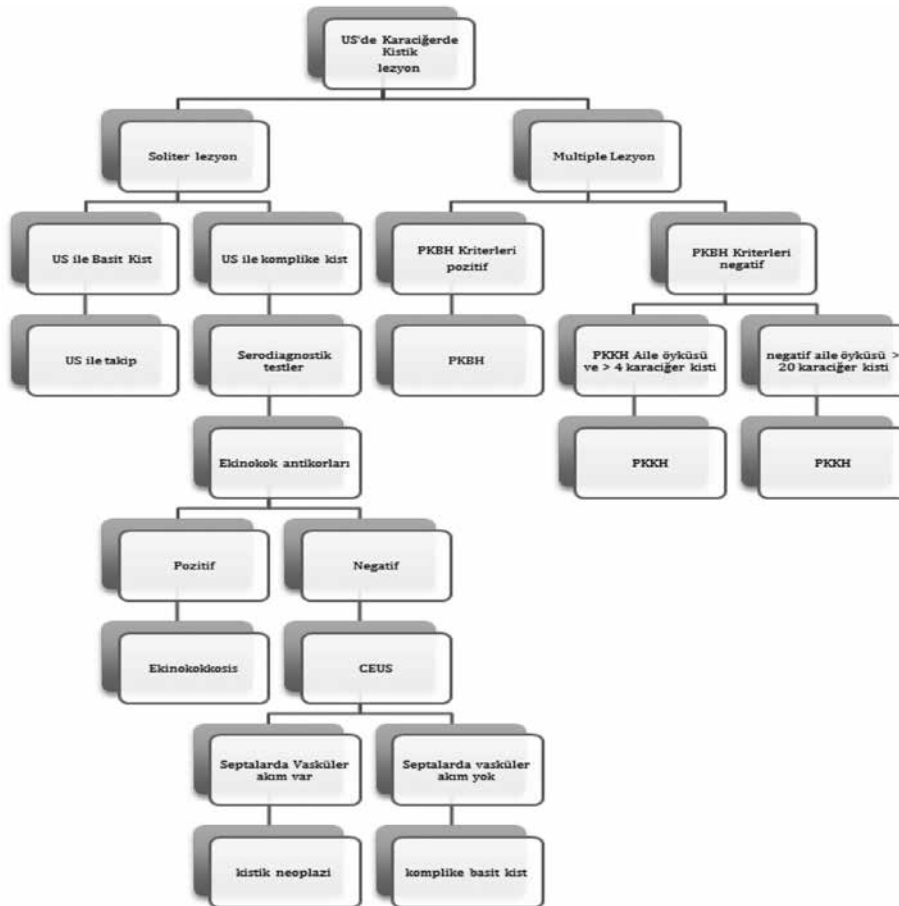 US'de Karaciğerde
Kistik
lezyon
Soliter lezyon
Multiple Lezyon
US ile Basit Kist
US ile komplike kist
PKBH Kriterleri
pozitif
PKBH Kriterleri
negatif
US ile takip
Serodiagnostik
testler
PKBH
PKKH Aile öyküsü
ve > 4 karaciğer kisti
negatif aile öyküsü >
20 karaciğer kisti
Ekinokok antikorları
PKKH
PKKH
Pozitif
Negatif
Ekinokokkosis
CEUS
Septalarda Vasküler
akım var
Septalarda vasküler
akım yok
kistik neoplazi
komplike basit kist